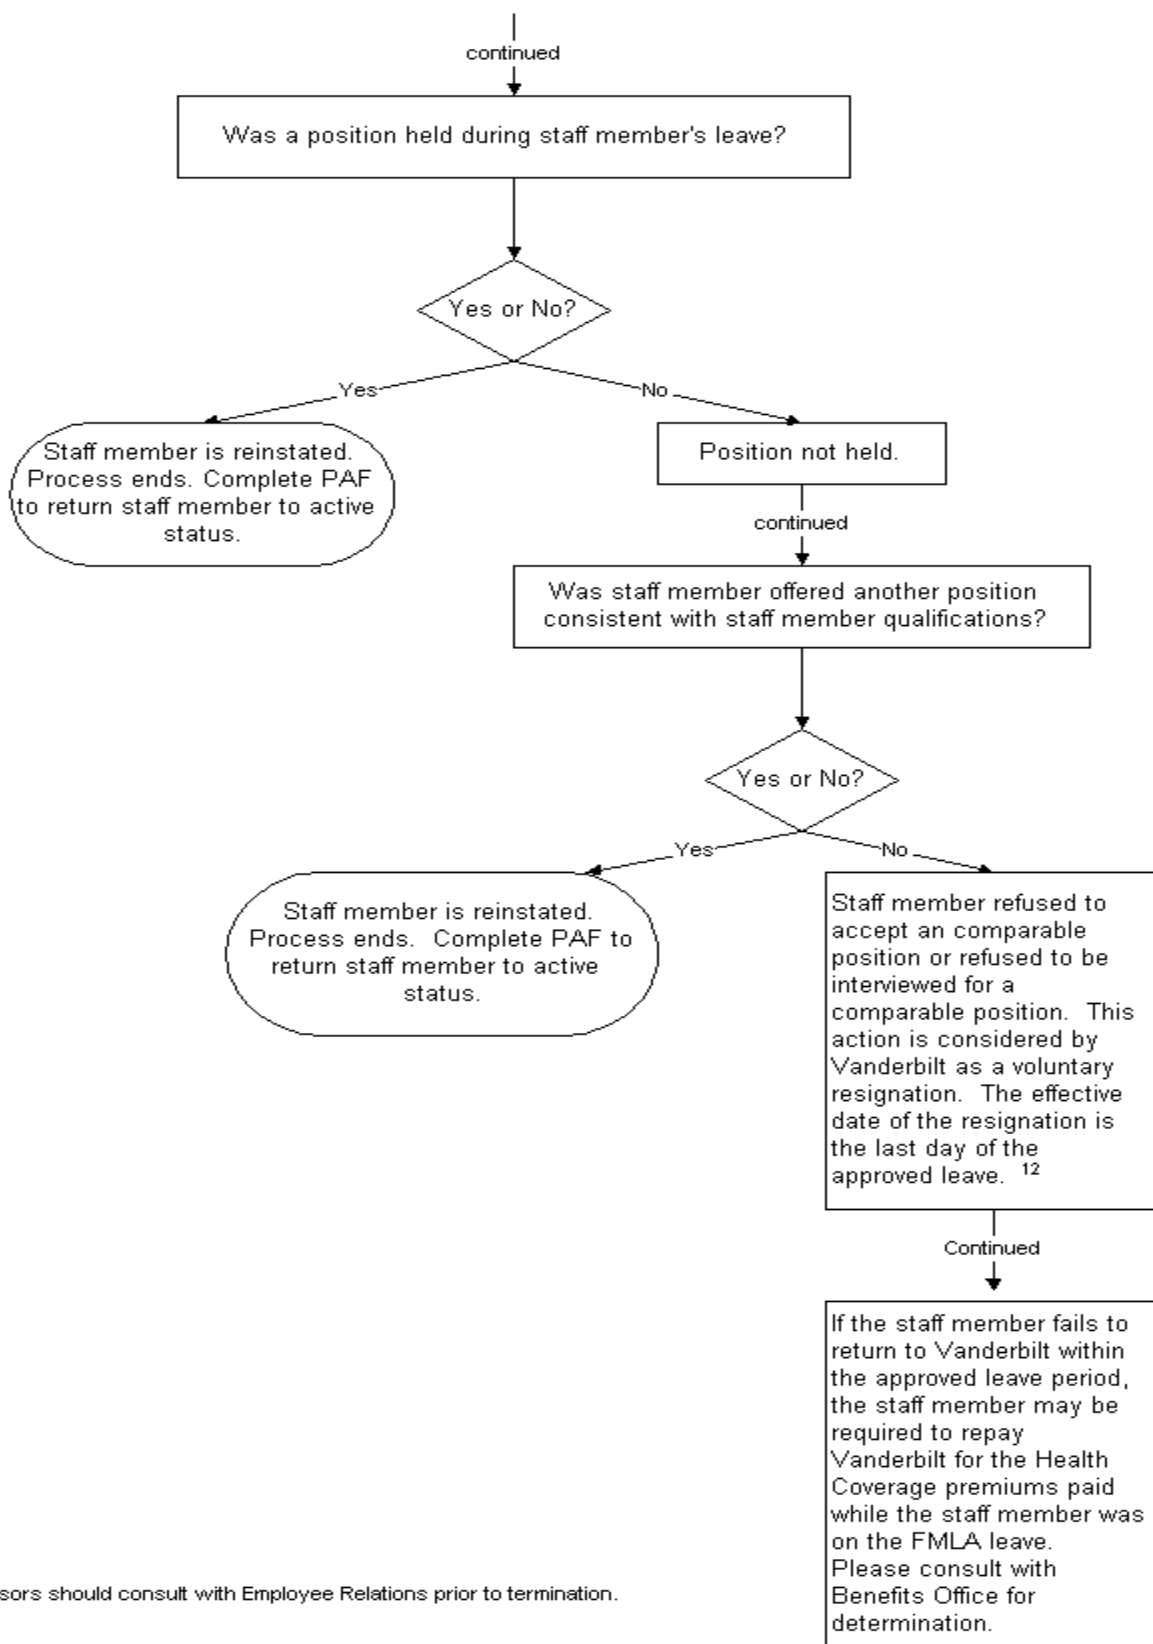 continued
Was a position held during staff member's leave?
Yes or No?
Yes
No
Staff member is reinstated.
Process ends. Complete PAF
to return staff member to active
status.
Position not held.
continued
Was staff member offered another position
consistent with staff member qualifications?
Yes or No?
Yes
No
Staff member is reinstated.
Process ends.  Complete PAF to
return staff member to active
status.
Staff member refused to
accept an comparable
position or refused to be
interviewed for a
comparable position.  This
action is considered by
Vanderbilt as a voluntary
resignation.  The effective
date of the resignation is
the last day of the
approved leave.  12
Continued
If the staff member fails to
return to Vanderbilt within
the approved leave period,
the staff member may be
required to repay
Vanderbilt for the Health
Coverage premiums paid
while the staff member was
on the FMLA leave.
Please consult with
Benefits Office for
determination.
sors should consult with Employee Relations prior to termination.